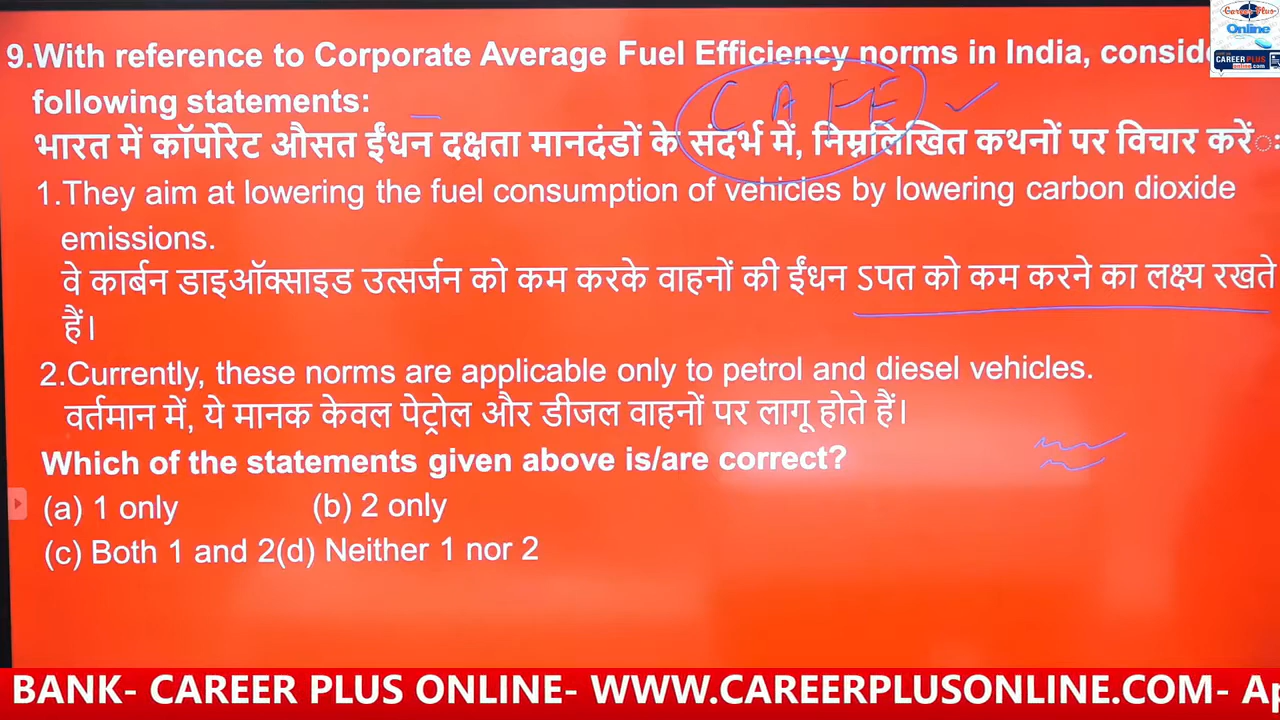 Career Plus
Online
CAREER PLUS
9.With reference to Corporate Average Fuel Efficiency norms in India,
following statements:
CAFE
भारत में कॉर्पोरेट औसत ईंधन दक्षता मानदंडों के संदर्भ में, निम्नलिखित कथनों पर विचार करें
1.They aim at lowering the fuel consumption of vehicles by lowering carbon dioxide
emissions.
वे कार्बन डाइऑक्साइड उत्सर्जन को कम करके वाहनों की ईंधन ऽपत को कम करने का लक्ष्य रखते
हैं।
2.Currently, these norms are applicable only to petrol and diesel vehicles.
वर्तमान में, ये मानक केवल पेट्रोल और डीजल वाहनों पर लागू होते हैं।
Which of the statements given above is/are correct?
(a) 1 only (b) 2 only
(c) Both 1 and 2(d) Neither 1 nor 2
BANK- CAREER PLUS ONLINE- WWW.CAREERPLUSONLINE.COM-